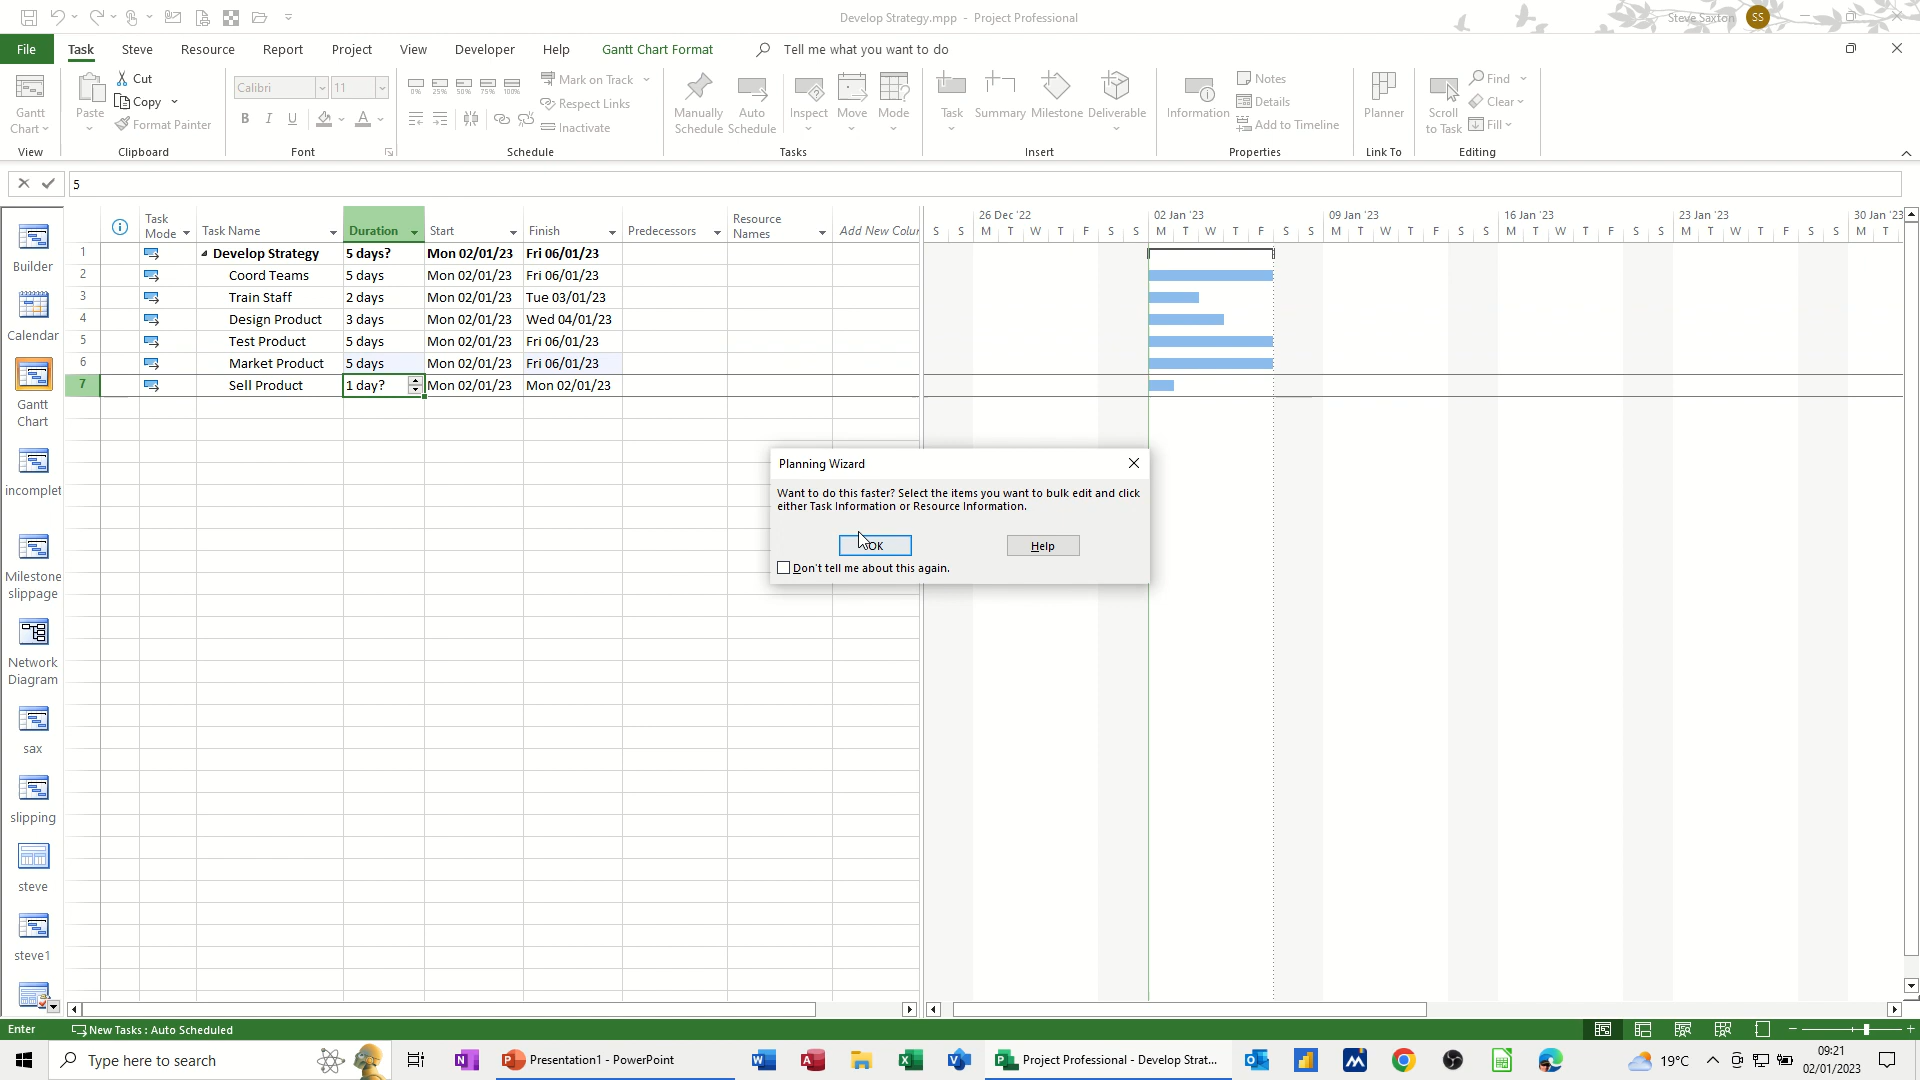 Develop Strategy.mpp - Project Professional
Steve Saxton SS
File Task Steve Resource Report Project View Developer Help Gantt Chart Format Tell me what you want to do
Gantt Chart
View
Paste
Cut
Copy
Format Painter
Clipboard
Calibri 11
B I U A
Font
0% 25% 50% 75% 100%
Mark on Track
Respect Links
Inactivate
Schedule
Manually Schedule
Auto Schedule
Inspect
Move
Mode
Tasks
Task
Summary
Milestone
Deliverable
Insert
Information
Notes
Details
Add to Timeline
Properties
Planner
Link To
Scroll to Task
Find
Clear
Fill
Editing
5
Builder
Calendar
Gantt
Chart
incomplet
Milestone
slippage
Network
Diagram
sax
slipping
steve
steve1
Task Mode Task Name Duration Start Finish Predecessors Resource Names Add New Colur
1 Develop Strategy 5 days? Mon 02/01/23 Fri 06/01/23
2 Coord Teams 5 days Mon 02/01/23 Fri 06/01/23
3 Train Staff 2 days Mon 02/01/23 Tue 03/01/23
4 Design Product 3 days Mon 02/01/23 Wed 04/01/23
5 Test Product 5 days Mon 02/01/23 Fri 06/01/23
6 Market Product 5 days Mon 02/01/23 Fri 06/01/23
7 Sell Product 1 day? Mon 02/01/23 Mon 02/01/23
26 Dec '22 02 Jan '23 09 Jan '23 16 Jan '23 23 Jan '23 30 Jan '23
S S M T W T F S S M T W T F S S M T W T F S S M T W T F S S M T W T F S S M T
Planning Wizard
Want to do this faster? Select the items you want to bulk edit and click
either Task Information or Resource Information.
OK Help
Don't tell me about this again.
Enter New Tasks : Auto Scheduled
Type here to search
Presentation1 - PowerPoint
Project Professional - Develop Strat...
19°C
09:21
02/01/2023